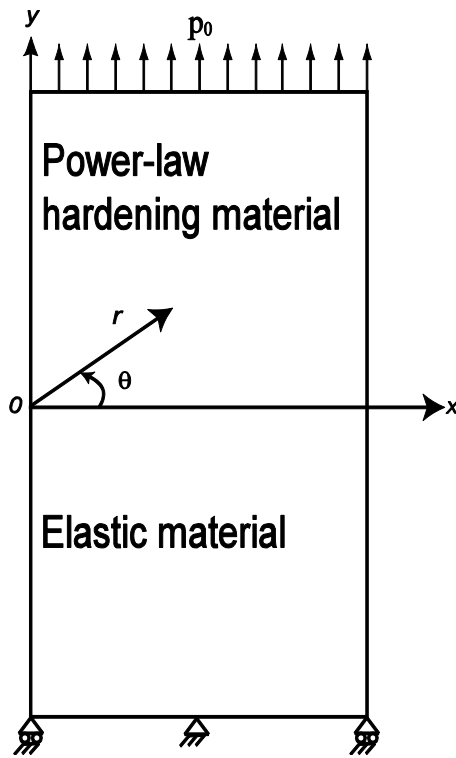 y
p₀
Power-law
hardening material
r
θ
o
x
Elastic material